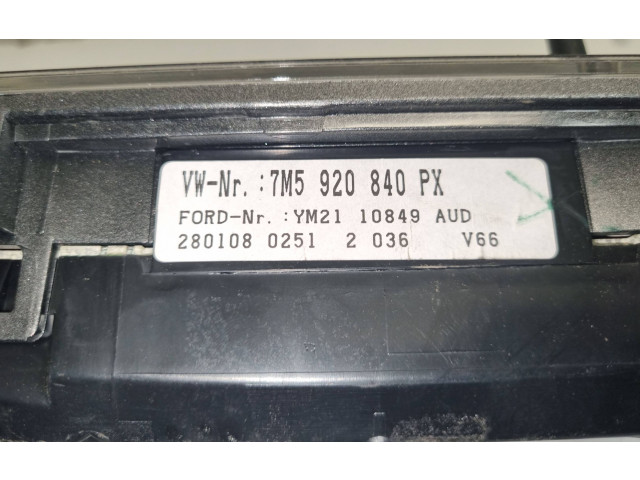 VW-Nr.:7M5 920 840 PX
FORD-Nr.:YM21 10849 AUD
280108 0251 2 036 V66